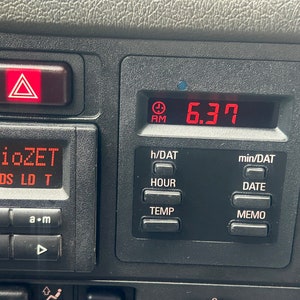 6.37
AM
ioZET
DS LD T
h/DAT
min/DAT
HOUR
DATE
TEMP
MEMO
a•m